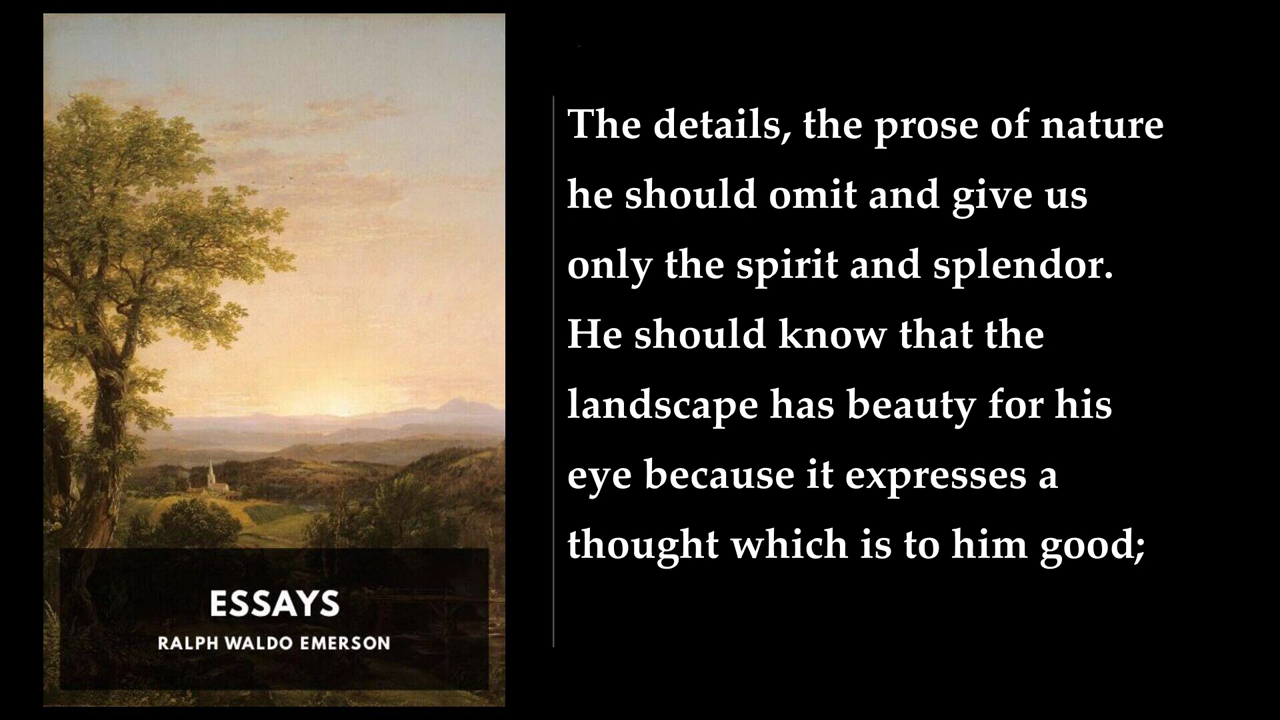 ESSAYS
RALPH WALDO EMERSON
The details, the prose of nature
he should omit and give us
only the spirit and splendor.
He should know that the
landscape has beauty for his
eye because it expresses a
thought which is to him good;